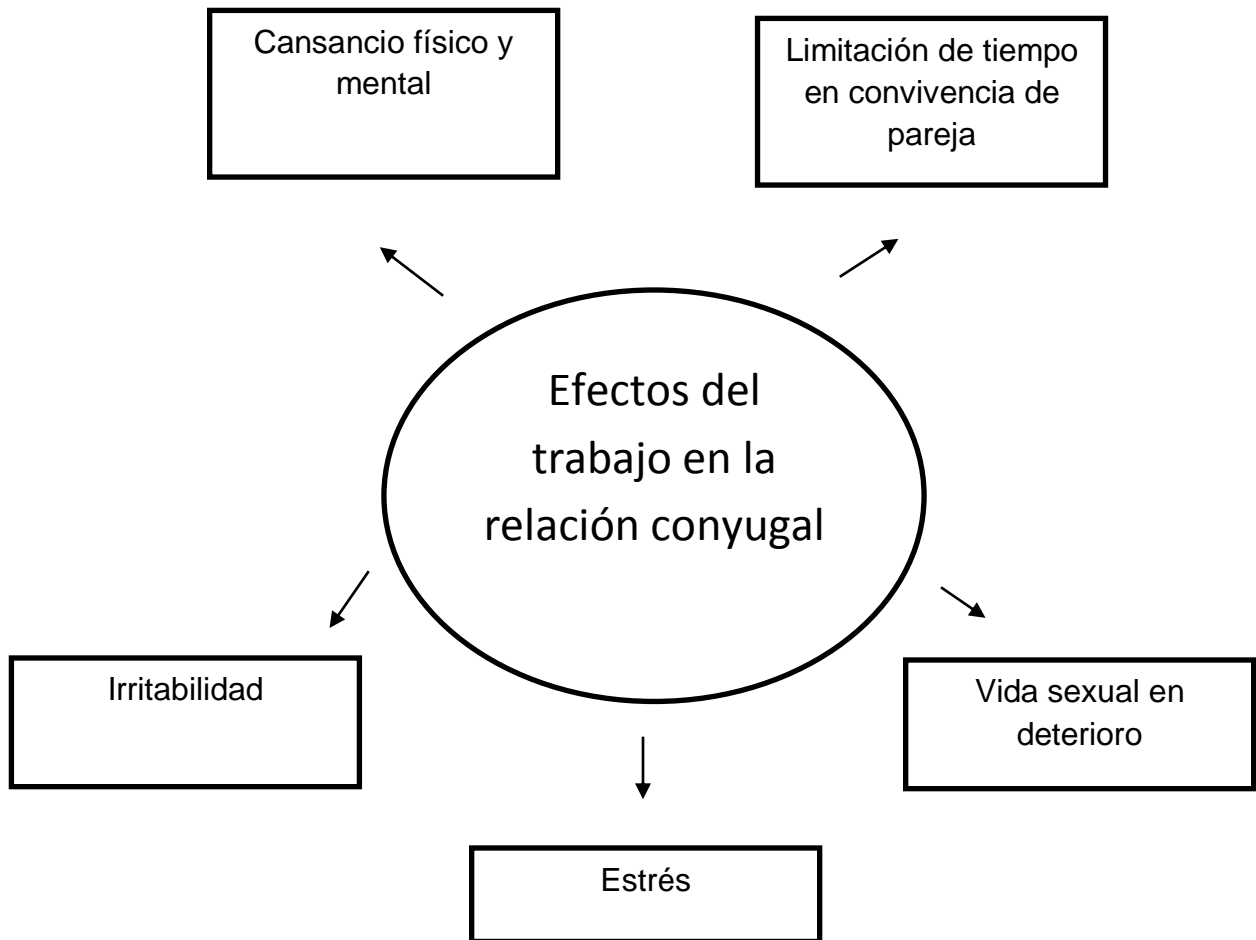 Cansancio físico y
mental
Limitación de tiempo
en convivencia de
pareja
Efectos del
trabajo en la
relación conyugal
Irritabilidad
Vida sexual en
deterioro
Estrés